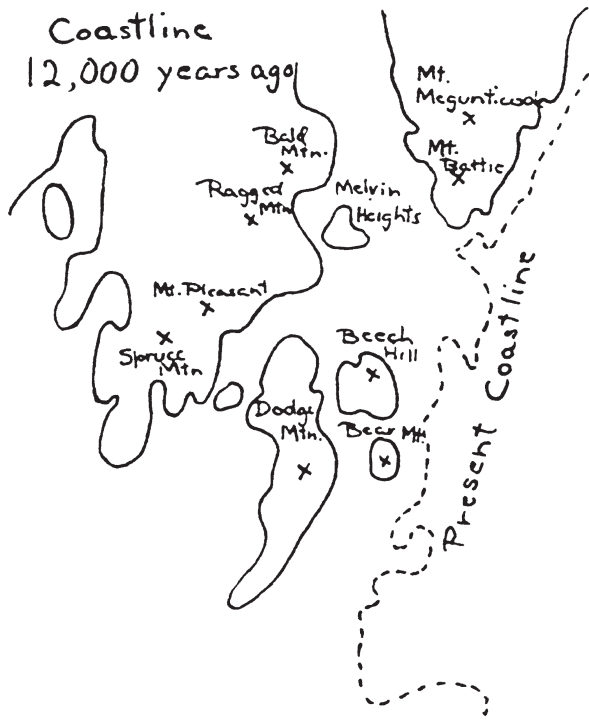 Coastline
12,000 years ago
Mt.
Megunticook
Bald
Mtn.
Mt.
Battie
Ragged
Mtn
Melvin
Heights
Mt. Pleasant
Spruce
Mtn
Beech
Hill
Dodge
Mtn.
Bear Mt.
Present Coastline